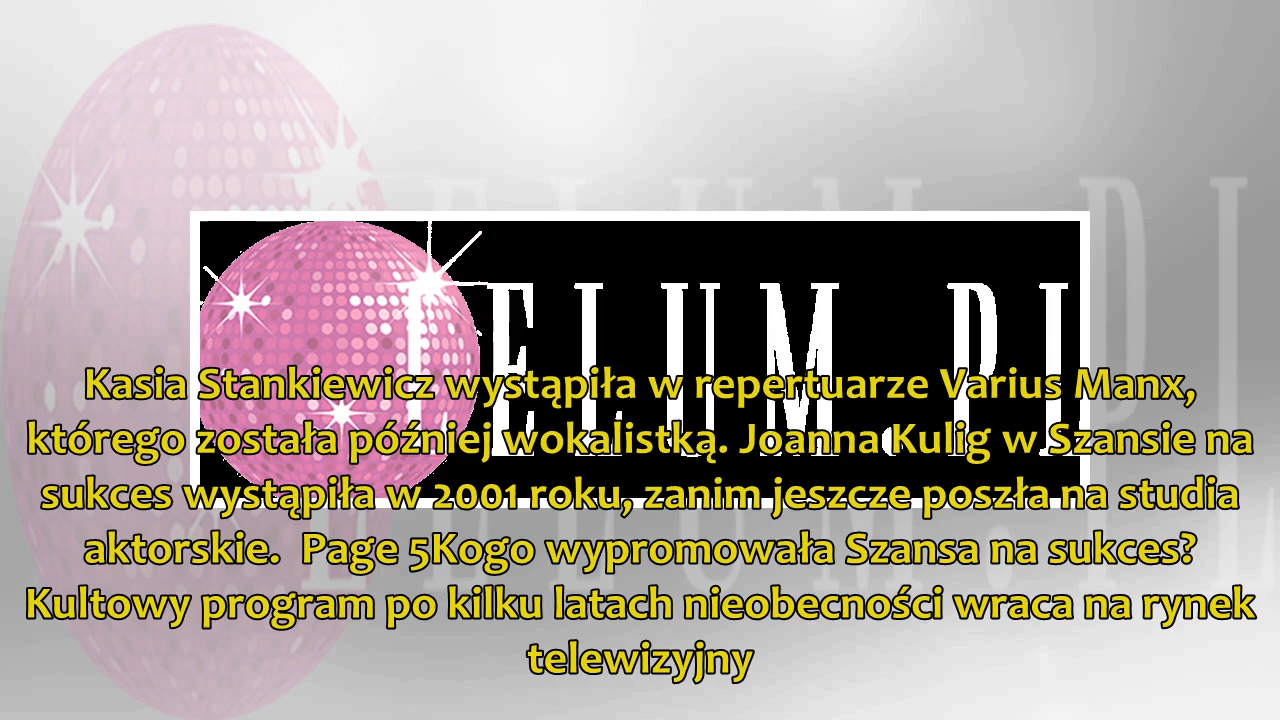 LELUM.PL
Kasia Stankiewicz wystąpiła w repertuarze Varius Manx,
którego została później wokalistką. Joanna Kulig w Szansie na
sukces wystąpiła w 2001 roku, zanim jeszcze poszła na studia
aktorskie.  Page 5Kogo wypromowała Szansa na sukces?
Kultowy program po kilku latach nieobecności wraca na rynek
telewizyjny